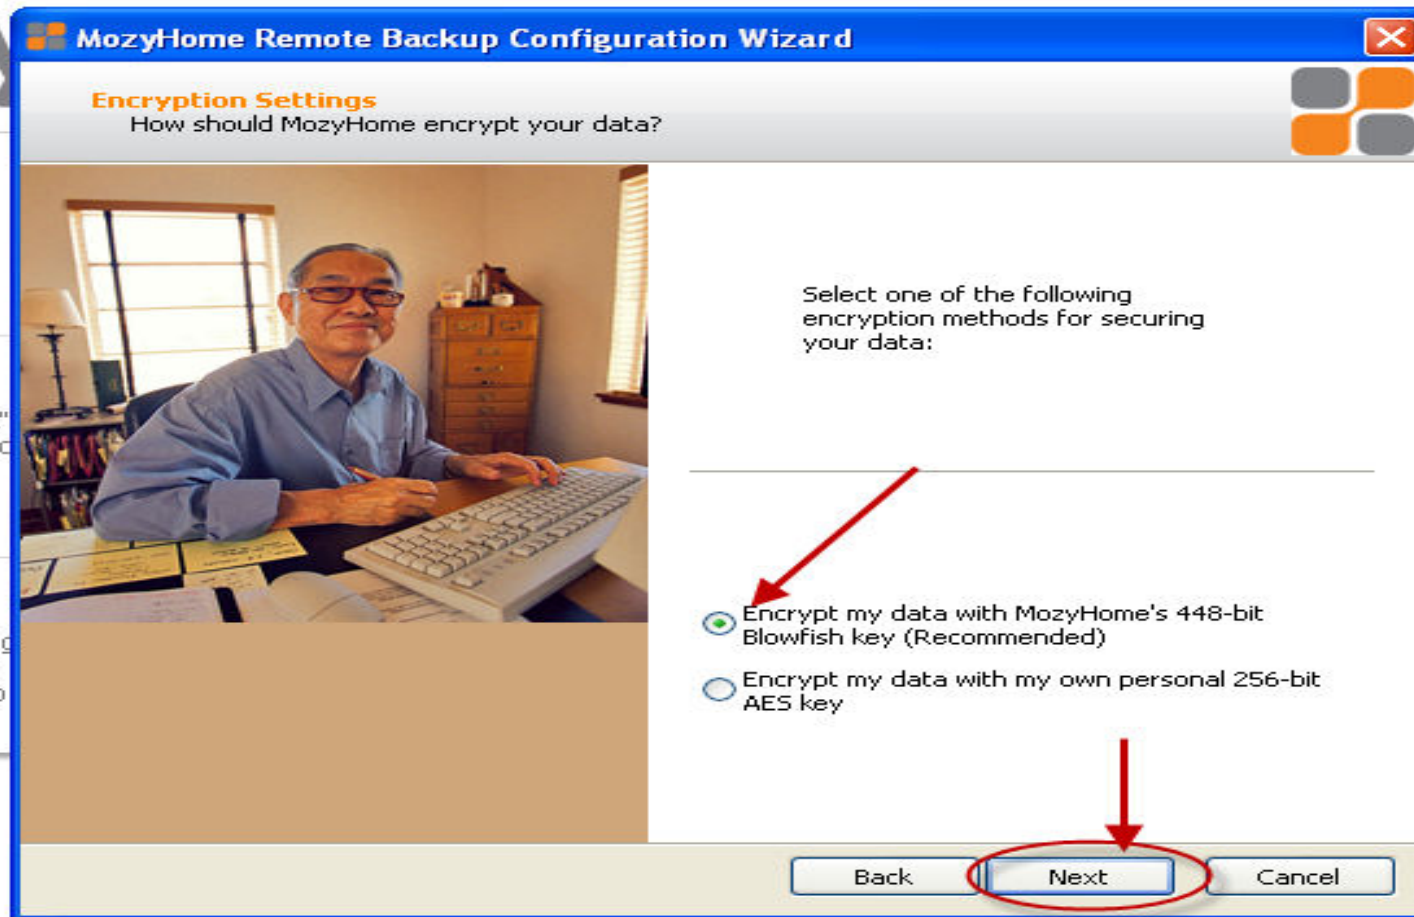 MozyHome Remote Backup Configuration Wizard
Encryption Settings
How should MozyHome encrypt your data?
Select one of the following
encryption methods for securing
your data:
Encrypt my data with MozyHome's 448-bit
Blowfish key (Recommended)
Encrypt my data with my own personal 256-bit
AES key
Back
Next
Cancel